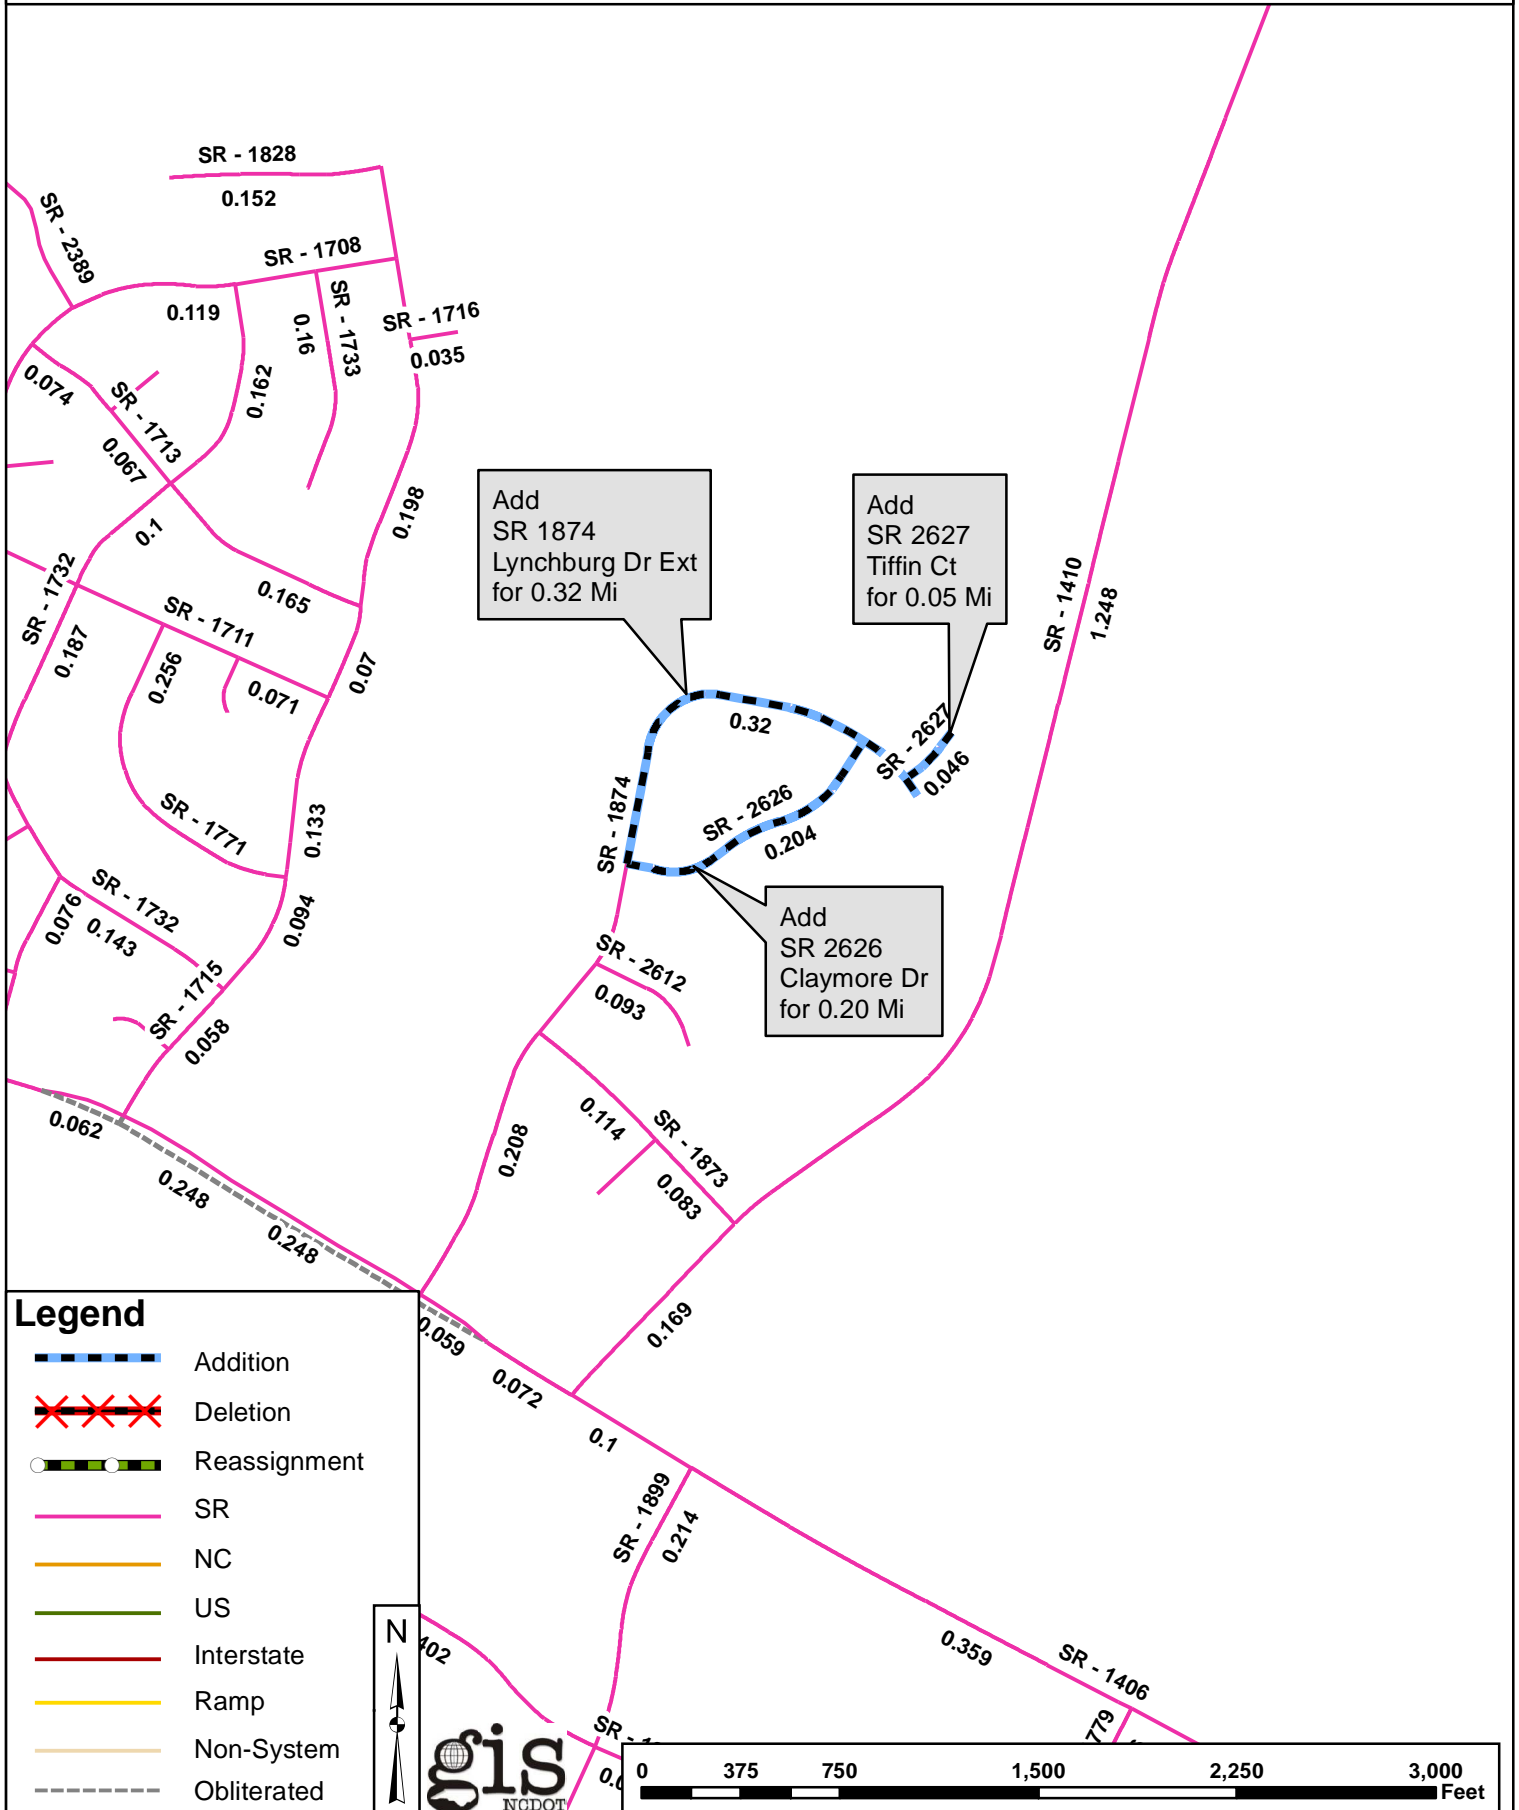 SR - 1828
0.152
SR - 2389
SR - 1708
0.119
SR - 1733
0.16
SR - 1716
0.035
0.074
SR - 1713
0.162
0.067
0.198
0.1
Add
SR 1874
Lynchburg Dr Ext
for 0.32 Mi
Add
SR 2627
Tiffin Ct
for 0.05 Mi
SR - 1732
0.165
SR - 1410
1.248
SR - 1711
0.187
0.256
0.071
0.07
0.32
SR - 2627
0.046
SR - 1771
0.133
SR - 1874
SR - 2626
0.204
SR - 1732
0.076
0.143
0.094
Add
SR 2626
Claymore Dr
for 0.20 Mi
SR - 2612
0.093
SR - 1715
0.058
0.062
0.114
SR - 1873
0.208
0.083
0.248
0.248
0.059
0.169
0.072
0.1
SR - 1899
0.214
0.359
SR - 1406
779
402
SR -
Legend
Addition
Deletion
Reassignment
SR
NC
US
Interstate
Ramp
Non-System
Obliterated
N
gis
NCDOT
0 375 750 1,500 2,250 3,000
Feet